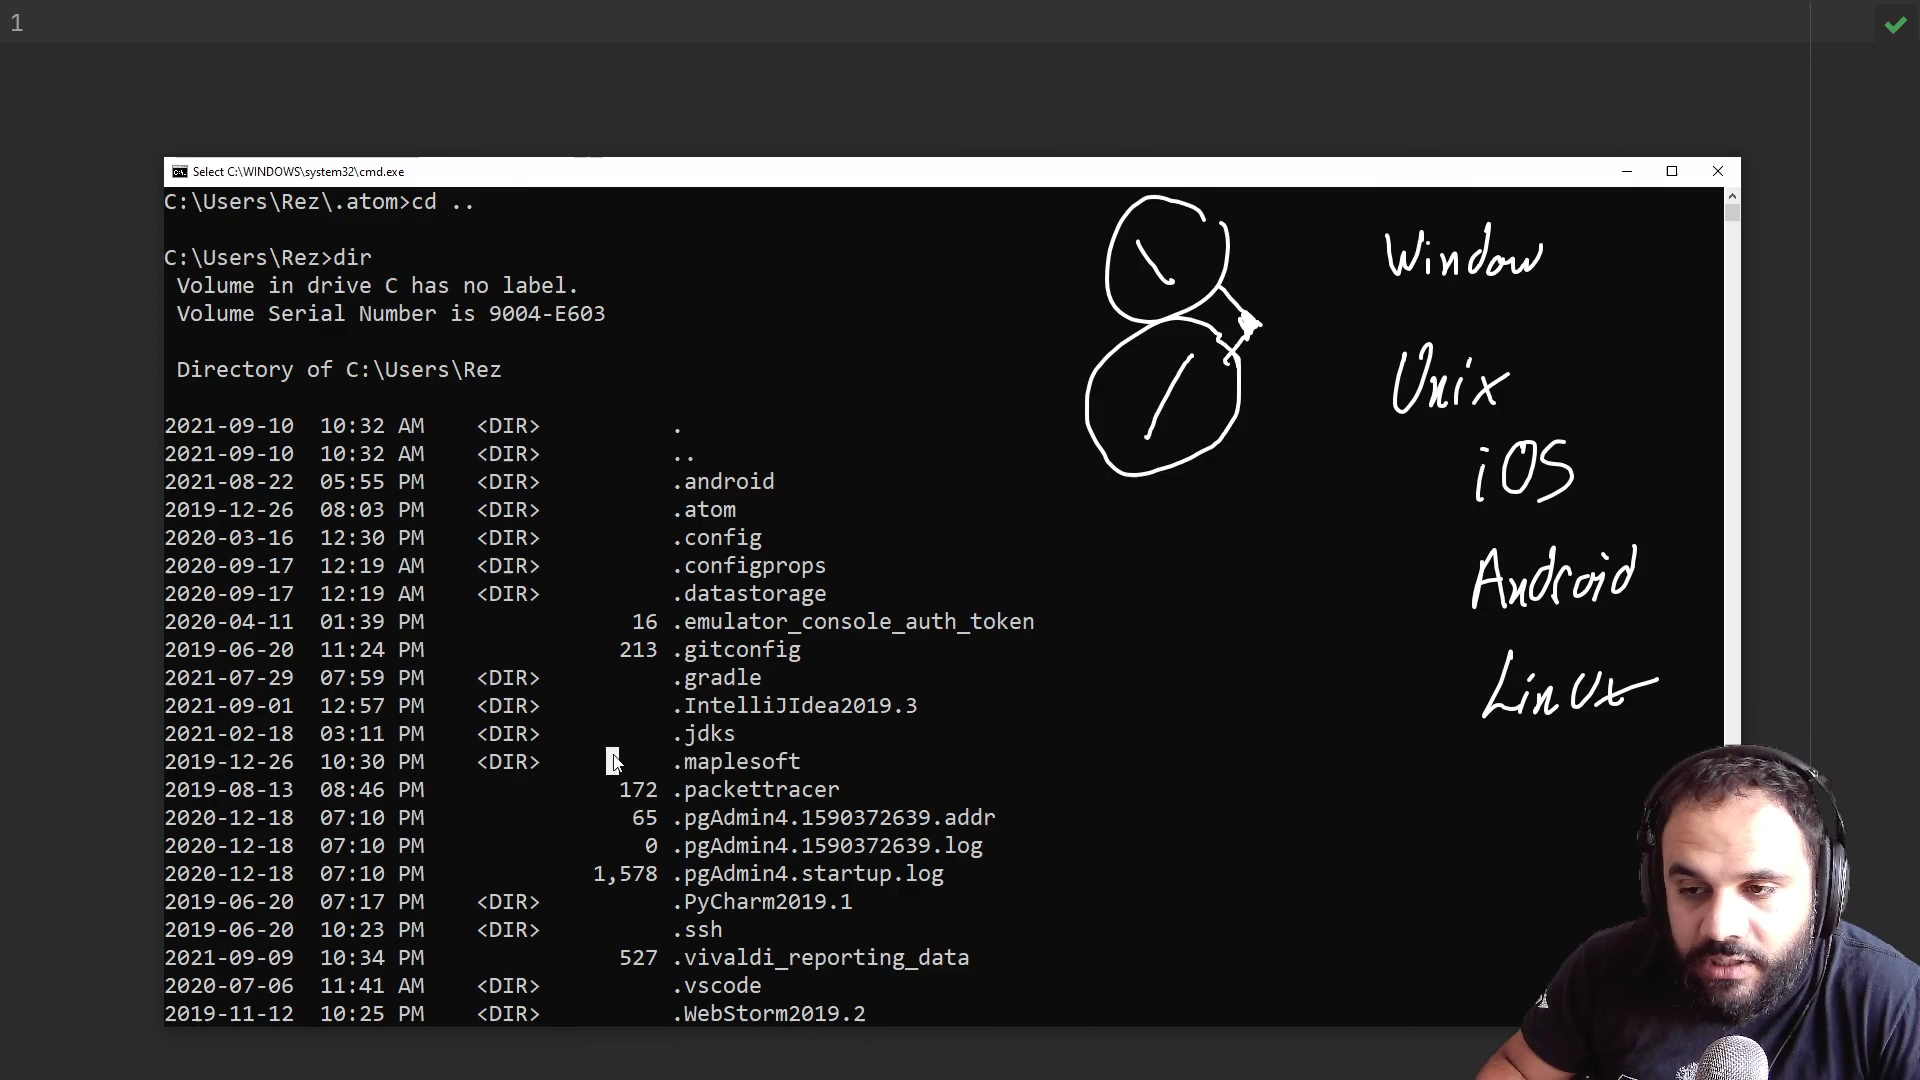 1
Select C:\WINDOWS\system32\cmd.exe
C:\Users\Rez\.atom>cd ..
C:\Users\Rez>dir
Volume in drive C has no label.
Volume Serial Number is 9004-E603
Directory of C:\Users\Rez
2021-09-10 10:32 AM <DIR> .
2021-09-10 10:32 AM <DIR> ..
2021-08-22 05:55 PM <DIR> .android
2019-12-26 08:03 PM <DIR> .atom
2020-03-16 12:30 PM <DIR> .config
2020-09-17 12:19 AM <DIR> .configprops
2020-09-17 12:19 AM <DIR> .datastorage
2020-04-11 01:39 PM 16 .emulator_console_auth_token
2019-06-20 11:24 PM 213 .gitconfig
2021-07-29 07:59 PM <DIR> .gradle
2021-09-01 12:57 PM <DIR> .IntelliJIdea2019.3
2021-02-18 03:11 PM <DIR> .jdks
2019-12-26 10:30 PM <DIR> .maplesoft
2019-08-13 08:46 PM 172 .packettracer
2020-12-18 07:10 PM 65 .pgAdmin4.1590372639.addr
2020-12-18 07:10 PM 0 .pgAdmin4.1590372639.log
2020-12-18 07:10 PM 1,578 .pgAdmin4.startup.log
2019-06-20 07:17 PM <DIR> .PyCharm2019.1
2019-06-20 10:23 PM <DIR> .ssh
2021-09-09 10:34 PM 527 .vivaldi_reporting_data
2020-07-06 11:41 AM <DIR> .vscode
2019-11-12 10:25 PM <DIR> .WebStorm2019.2
Window
Unix
iOS
Android
Linux